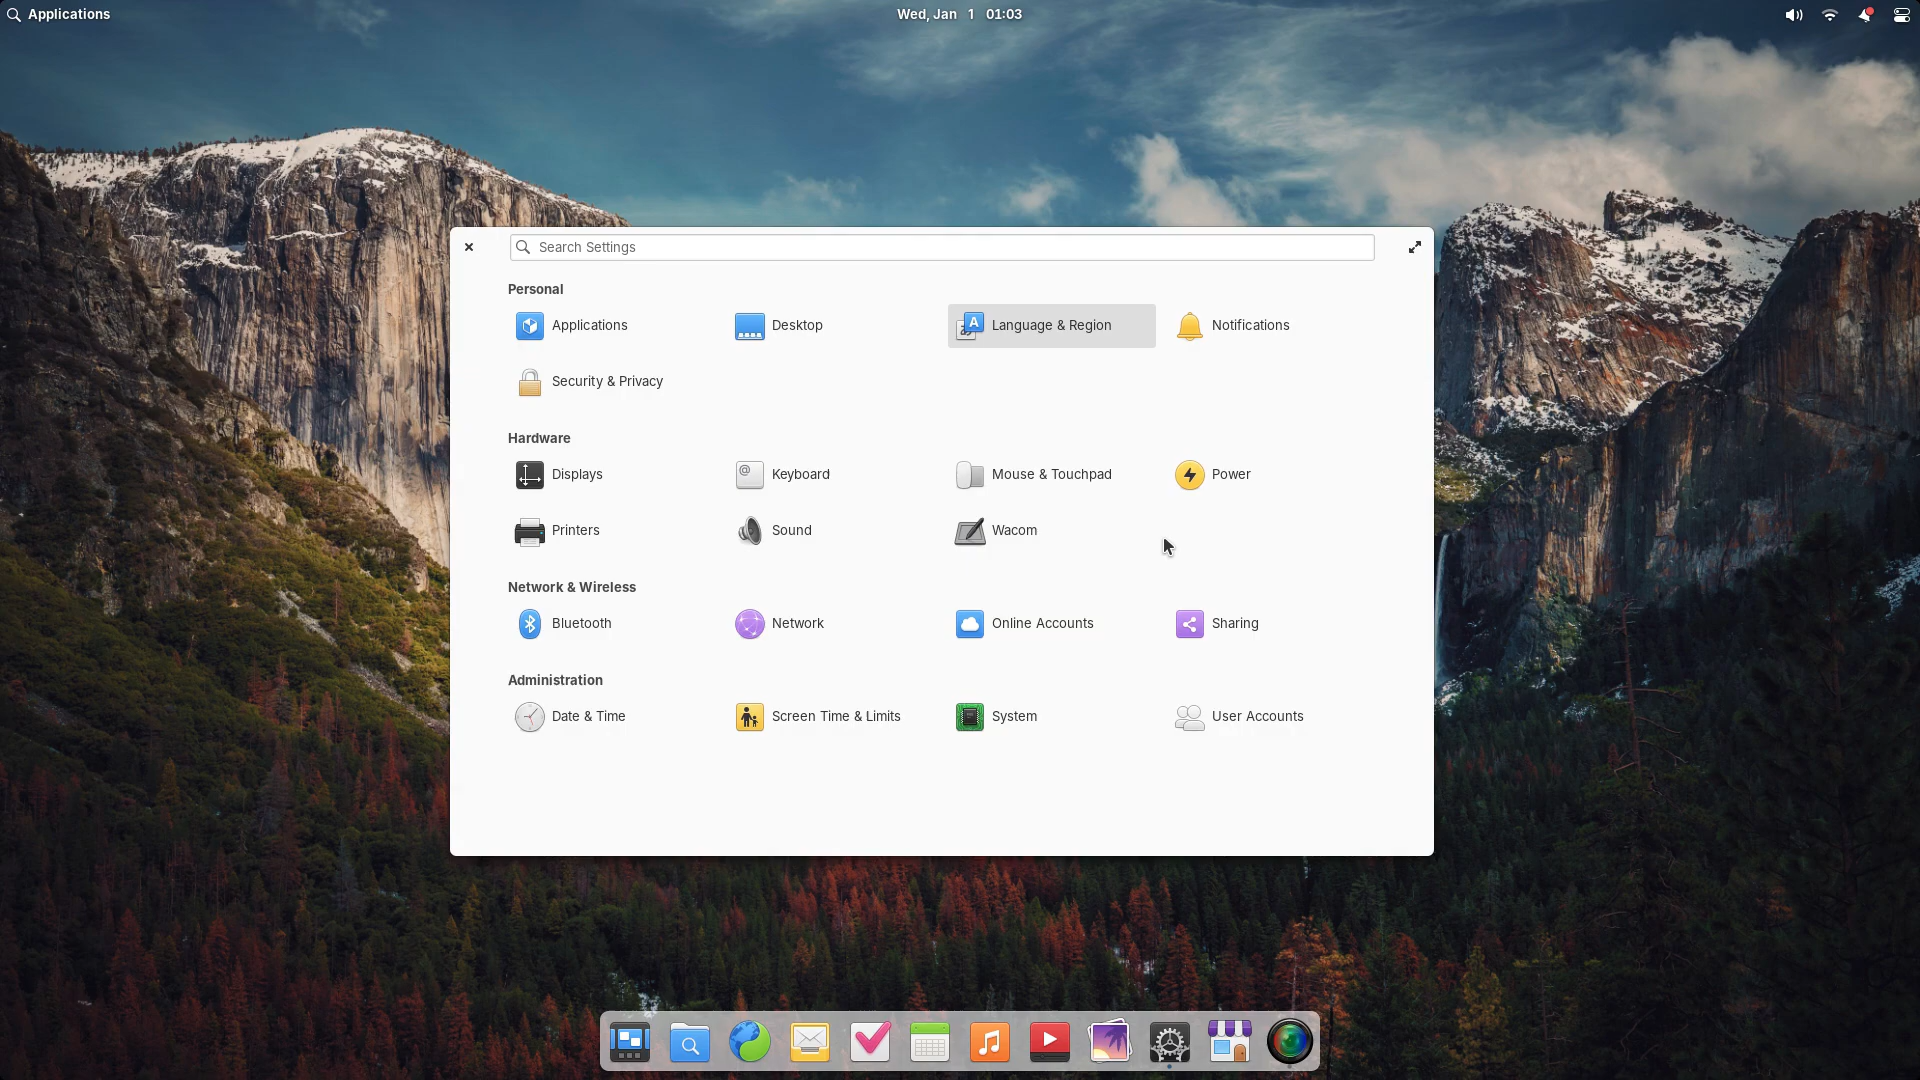 Applications
Wed, Jan 1 01:03
Search Settings
Personal
Applications
Desktop
Language & Region
Notifications
Security & Privacy
Hardware
Displays
Keyboard
Mouse & Touchpad
Power
Printers
Sound
Wacom
Network & Wireless
Bluetooth
Network
Online Accounts
Sharing
Administration
Date & Time
Screen Time & Limits
System
User Accounts